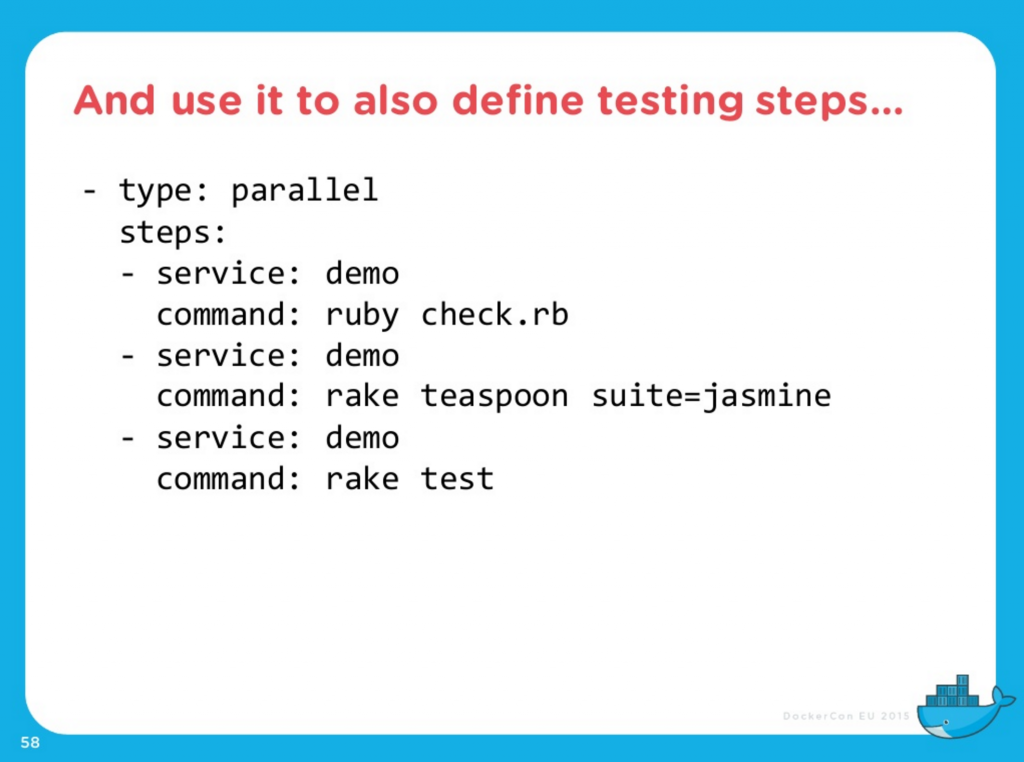 And use it to also define testing steps...
- type: parallel
steps:
- service: demo
command: ruby check.rb
- service: demo
command: rake teaspoon suite=jasmine
- service: demo
command: rake test
DockerCon EU 2015
58